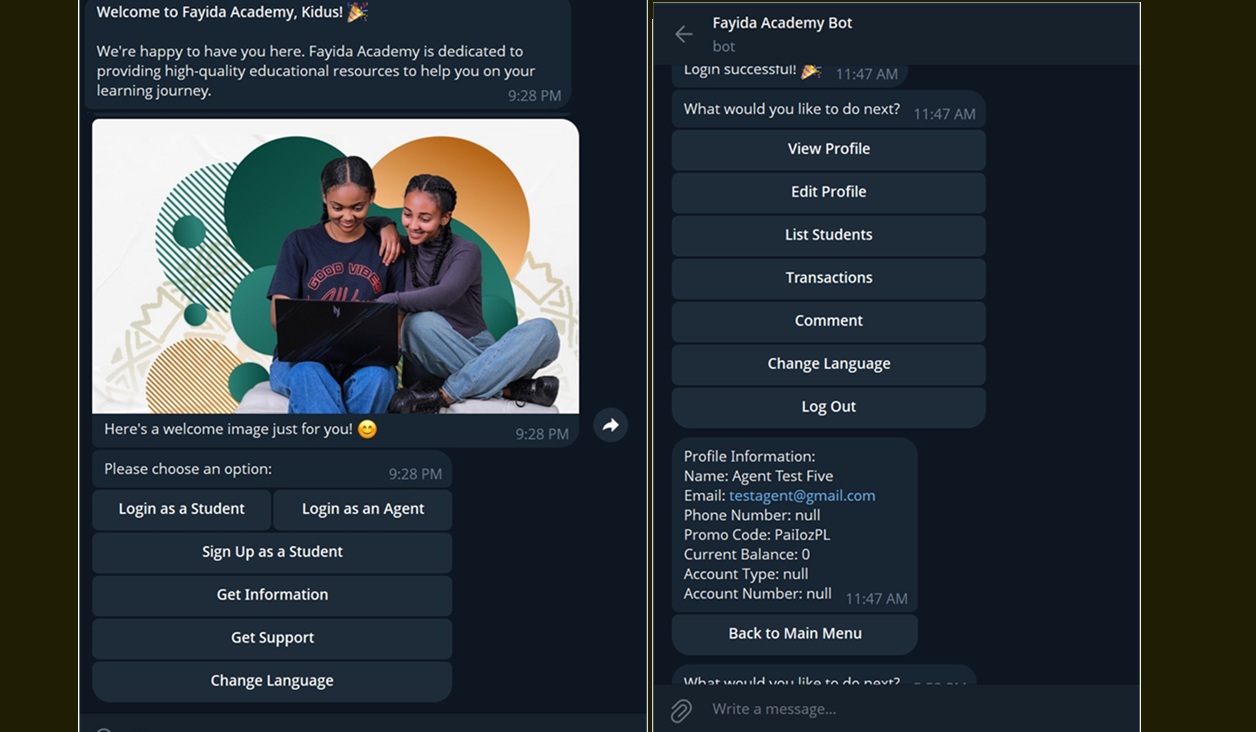 Welcome to Fayida Academy, Kidus! 🎉
We're happy to have you here. Fayida Academy is dedicated to
providing high-quality educational resources to help you on your
learning journey.
9:28 PM
GOOD VIBES
Here's a welcome image just for you! 😊
9:28 PM
Please choose an option:
9:28 PM
Login as a Student
Login as an Agent
Sign Up as a Student
Get Information
Get Support
Change Language
Fayida Academy Bot
bot
Login successful! 🎉 11:47 AM
What would you like to do next? 11:47 AM
View Profile
Edit Profile
List Students
Transactions
Comment
Change Language
Log Out
Profile Information:
Name: Agent Test Five
Email: testagent@gmail.com
Phone Number: null
Promo Code: PaiIozPL
Current Balance: 0
Account Type: null
Account Number: null 11:47 AM
Back to Main Menu
What would you like to do next?
Write a message...